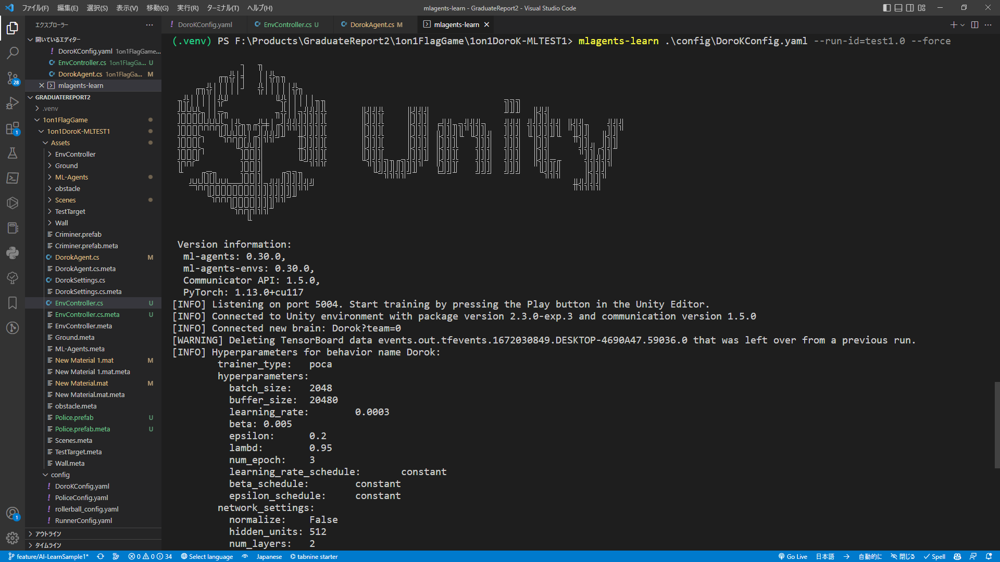 ファイル(F) 編集(E) 選択(S) 表示(V) 移動(G) 実行(R) ターミナル(T) ヘルプ(H)
mlagents-learn - GraduateReport2 - Visual Studio Code
エクスプローラー
開いているエディター
DoroKConfig.yaml 1on1FlagGame...
EnvController.cs 1on1FlagGa... U
DorokAgent.cs 1on1FlagGa... M
mlagents-learn
GRADUATEREPORT2
.venv
1on1FlagGame
1on1DoroK-MLTEST1
Assets
EnvController
Ground
ML-Agents
obstacle
Scenes
TestTarget
Wall
Criminer.prefab
Criminer.prefab.meta
DorokAgent.cs M
DorokAgent.cs.meta
DorokSettings.cs
DorokSettings.cs.meta
EnvController.cs U
EnvController.cs.meta U
EnvController.meta
Ground.meta
ML-Agents.meta
New Material 1.mat M
New Material 1.mat.meta
New Material.mat M
New Material.mat.meta
obstacle.meta
Police.prefab U
Police.prefab.meta U
Scenes.meta
TestTarget.meta
Wall.meta
config
DoroKConfig.yaml
PoliceConfig.yaml
rollerball_config.yaml
RunnerConfig.yaml
アウトライン
タイムライン
28
1
1
DoroKConfig.yaml
EnvController.cs U
DorokAgent.cs M
mlagents-learn
(.venv) PS F:\Products\GraduateReport2\1on1FlagGame\1on1DoroK-MLTEST1> mlagents-learn .\config\DoroKConfig.yaml --run-id=test1.0 --force
unity
Version information:
ml-agents: 0.30.0,
ml-agents-envs: 0.30.0,
Communicator API: 1.5.0,
PyTorch: 1.13.0+cu117
[INFO] Listening on port 5004. Start training by pressing the Play button in the Unity Editor.
[INFO] Connected to Unity environment with package version 2.3.0-exp.3 and communication version 1.5.0
[INFO] Connected new brain: Dorok?team=0
[WARNING] Deleting TensorBoard data events.out.tfevents.1672030849.DESKTOP-4690A47.59036.0 that was left over from a previous run.
[INFO] Hyperparameters for behavior name Dorok:
trainer_type: poca
hyperparameters:
batch_size: 2048
buffer_size: 20480
learning_rate: 0.0003
beta: 0.005
epsilon: 0.2
lambd: 0.95
num_epoch: 3
learning_rate_schedule: constant
beta_schedule: constant
epsilon_schedule: constant
network_settings:
normalize: False
hidden_units: 512
num_layers: 2
feature/AI-LearnSample1* 0 0 34 Select language Japanese tabnine starter Go Live 日本語 → 自動的に 閉じる Spell